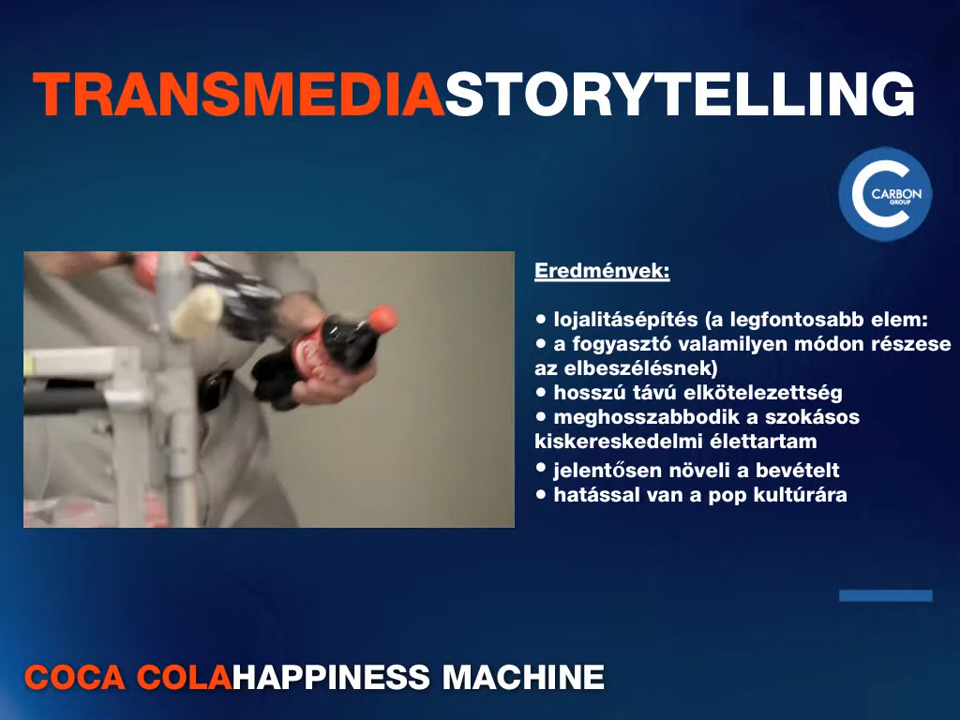 TRANSMEDIASTORYTELLING
CARBON
GROUP
Eredmények:
• lojalitásépítés (a legfontosabb elem:
• a fogyasztó valamilyen módon részese
az elbeszélésnek)
• hosszú távú elkötelezettség
• meghosszabbodik a szokásos
kiskereskedelmi élettartam
• jelentősen növeli a bevételt
• hatással van a pop kultúrára
COCA COLAHAPPINESS MACHINE